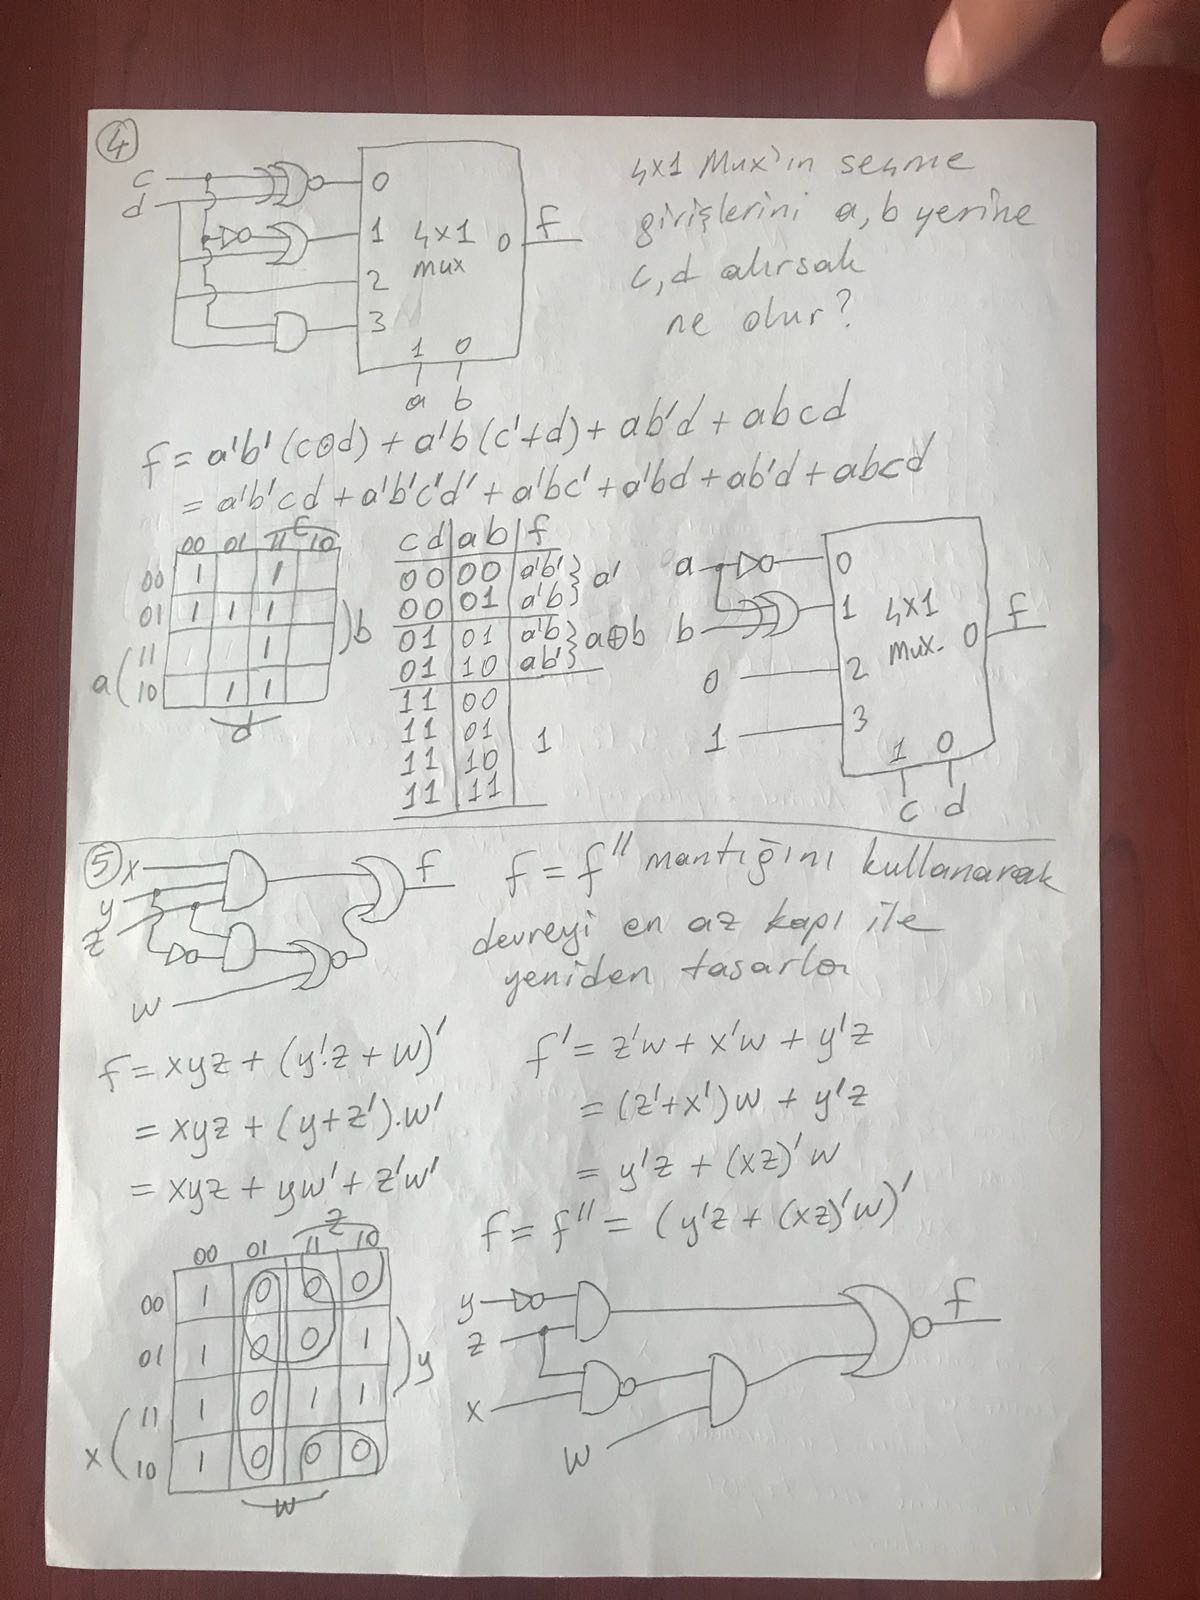 4
c
d
0
1
2
3
4x1
mux
0 f
1 0
a b
4x1 Mux'ın seçme
girişlerini a, b yerine
c, d alırsak
ne olur?
f = a'b'(c⊙d) + a'b(c'+d) + ab'd + abcd
= a'b'cd + a'b'c'd' + a'bc' + a'bd + ab'd + abcd
c
00 01 11 10
00 1 1
01 1 1 1
11 1
10 1 1
a
b
d
cd ab f
00 00 a'b' } a'
00 01 a'b
01 01 a'b } a⊕b
01 10 ab'
11 00
11 01 1
11 10
11 11
a
b
0
1
0
1
2
3
4x1
Mux.
0 f
1 0
c d
5
x
y
z
w
f
f = f'' mantığını kullanarak
devreyi en az kapı ile
yeniden tasarla
f = xyz + (y'.z + w)'
= xyz + (y+z').w'
= xyz + yw' + z'w'
f' = z'w + x'w + y'z
= (z'+x')w + y'z
= y'z + (xz)'w
f = f'' = (y'z + (xz)'w)'
z
00 01 11 10
00 1 0 0 0
01 1 0 0 1
11 1 0 1 1
10 1 0 0 0
x
y
w
y
z
x
w
f